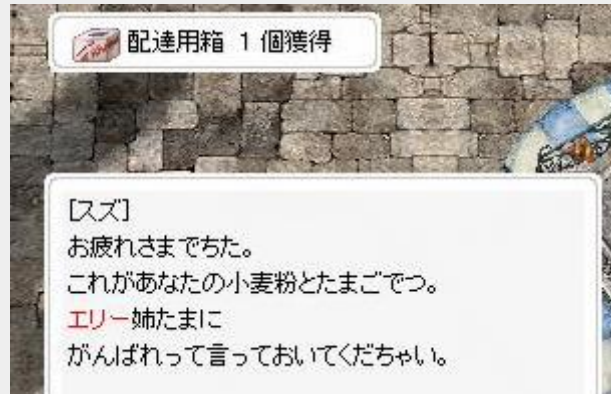 配達用箱 1 個獲得
[スズ]
お疲れさまでちた。
これがあなたの小麦粉とたまごでつ。
エリー姉たまに
がんばれって言っておいてくだちゃい。